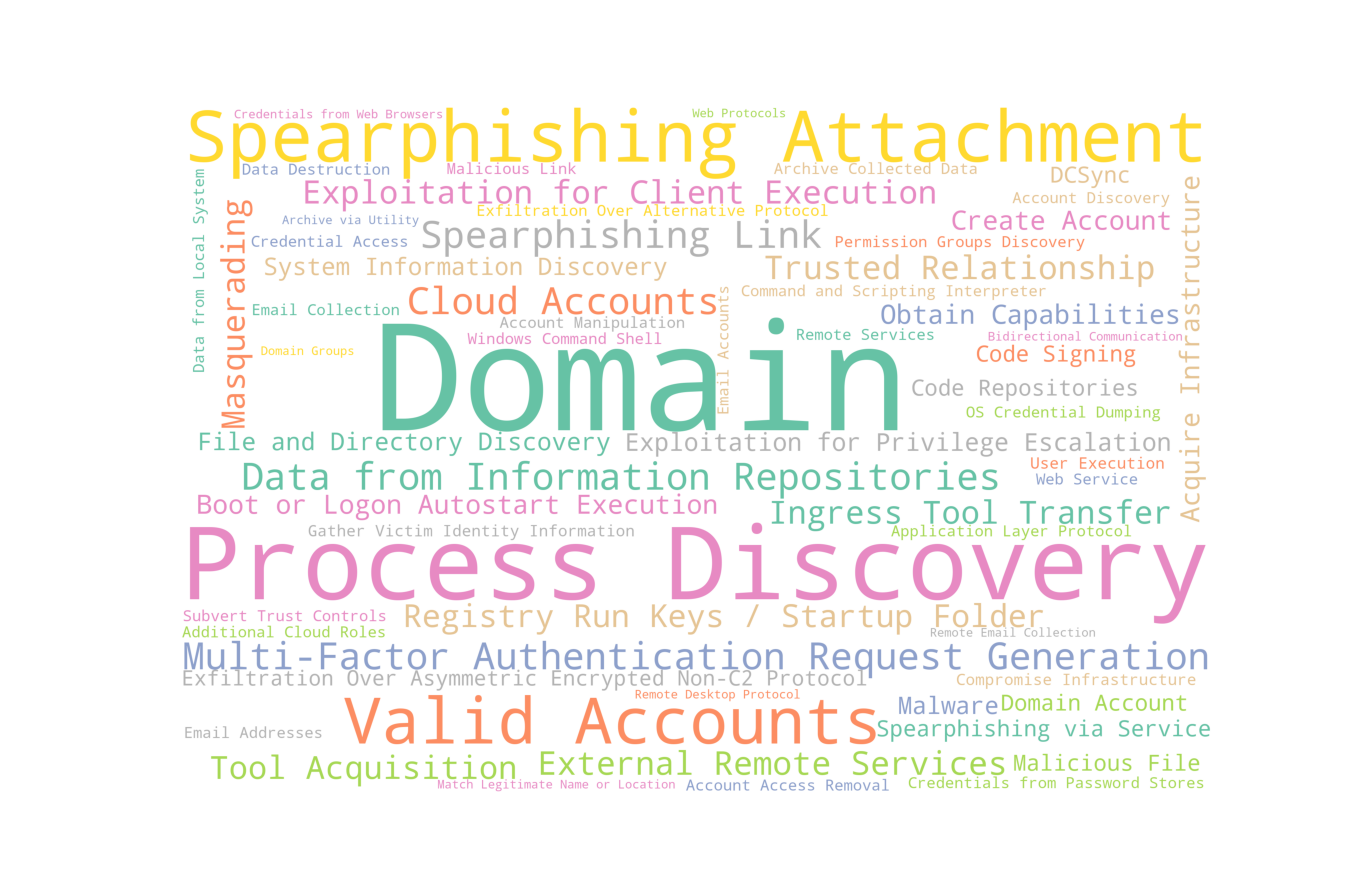 Credentials from Web Browsers
Web Protocols
Spearphishing Attachment
Data Destruction
Malicious Link
Archive Collected Data
DCSync
Data from Local System
Masquerading
Exploitation for Client Execution
Account Discovery
Acquire Infrastructure
Archive via Utility
Exfiltration Over Alternative Protocol
Create Account
Credential Access
Spearphishing Link
Permission Groups Discovery
System Information Discovery
Trusted Relationship
Cloud Accounts
Command and Scripting Interpreter
Email Collection
Account Manipulation
Email Accounts
Obtain Capabilities
Windows Command Shell
Remote Services
Bidirectional Communication
Domain Groups
Domain
Code Signing
Code Repositories
OS Credential Dumping
File and Directory Discovery
Exploitation for Privilege Escalation
Data from Information Repositories
User Execution
Web Service
Boot or Logon Autostart Execution
Ingress Tool Transfer
Gather Victim Identity Information
Application Layer Protocol
Process Discovery
Subvert Trust Controls
Registry Run Keys / Startup Folder
Additional Cloud Roles
Remote Email Collection
Multi-Factor Authentication Request Generation
Exfiltration Over Asymmetric Encrypted Non-C2 Protocol
Compromise Infrastructure
Remote Desktop Protocol
Valid Accounts
Malware
Domain Account
Email Addresses
Spearphishing via Service
Tool Acquisition
External Remote Services
Malicious File
Match Legitimate Name or Location
Account Access Removal
Credentials from Password Stores